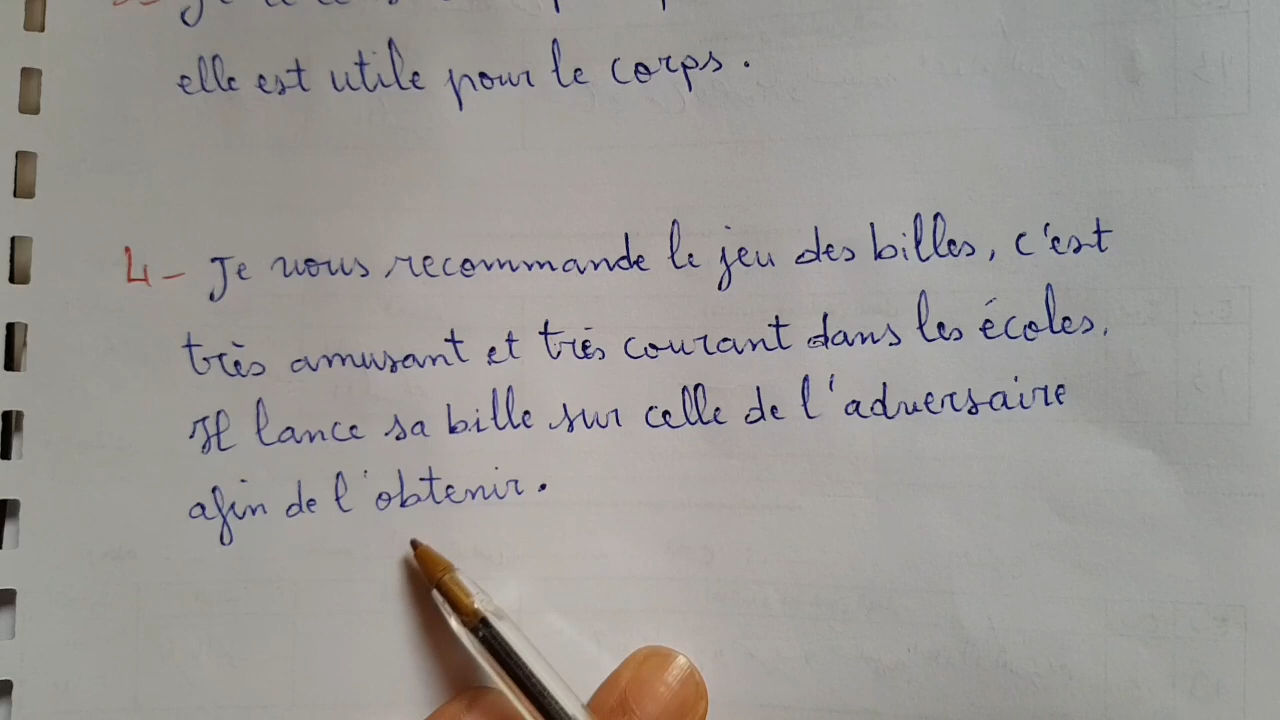 elle est utile pour le corps.
4- Je vous recommande le jeu des billes, c'est
très amusant et très courant dans les écoles.
Il lance sa bille sur celle de l'adversaire
afin de l'obtenir.